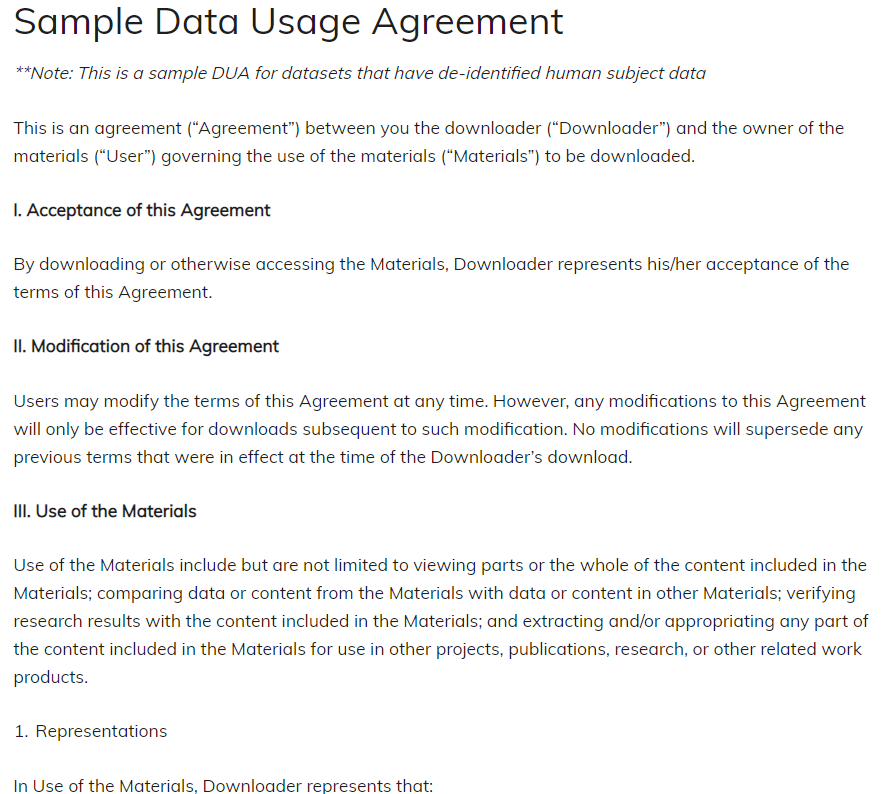 Sample Data Usage Agreement
**Note: This is a sample DUA for datasets that have de-identified human subject data
This is an agreement (“Agreement”) between you the downloader (“Downloader”) and the owner of the
materials (“User”) governing the use of the materials (“Materials”) to be downloaded.
I. Acceptance of this Agreement
By downloading or otherwise accessing the Materials, Downloader represents his/her acceptance of the
terms of this Agreement.
II. Modification of this Agreement
Users may modify the terms of this Agreement at any time. However, any modifications to this Agreement
will only be effective for downloads subsequent to such modification. No modifications will supersede any
previous terms that were in effect at the time of the Downloader’s download.
III. Use of the Materials
Use of the Materials include but are not limited to viewing parts or the whole of the content included in the
Materials; comparing data or content from the Materials with data or content in other Materials; verifying
research results with the content included in the Materials; and extracting and/or appropriating any part of
the content included in the Materials for use in other projects, publications, research, or other related work
products.
1. Representations
In Use of the Materials, Downloader represents that: